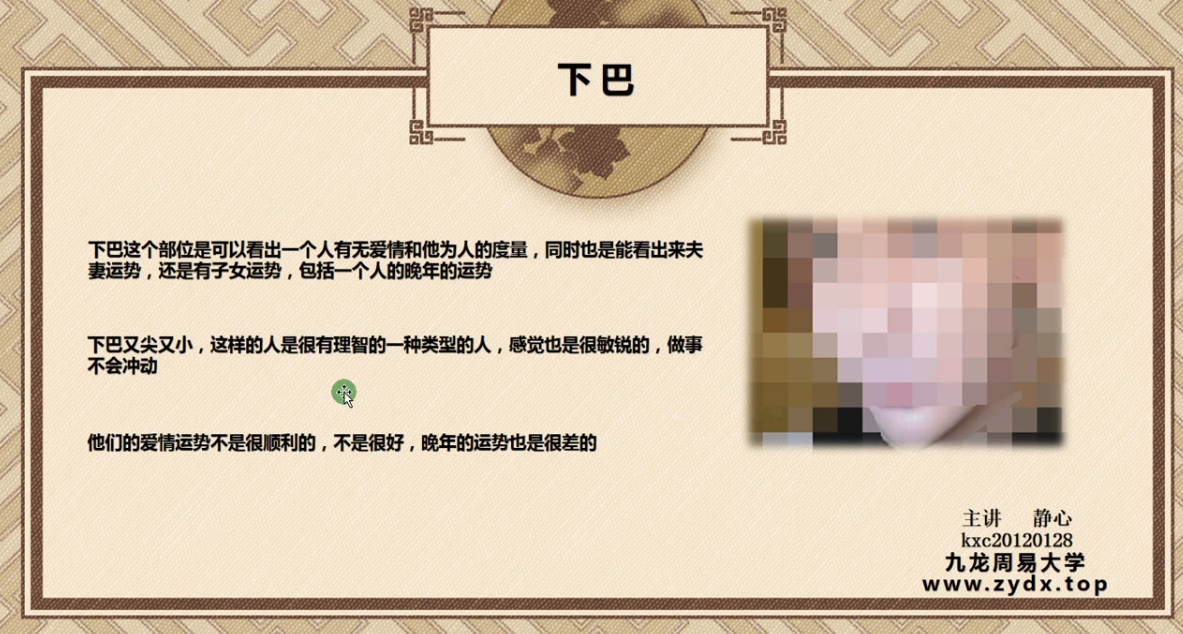 下巴
下巴这个部位是可以看出一个人有无爱情和他为人的度量，同时也是能看出来夫
妻运势，还是有子女运势，包括一个人的晚年的运势
下巴又尖又小，这样的人是很有理智的一种类型的人，感觉也是很敏锐的，做事
不会冲动
他们的爱情运势不是很顺利的，不是很好，晚年的运势也是很差的
主讲 静心
kxc20120128
九龙周易大学
www.zydx.top